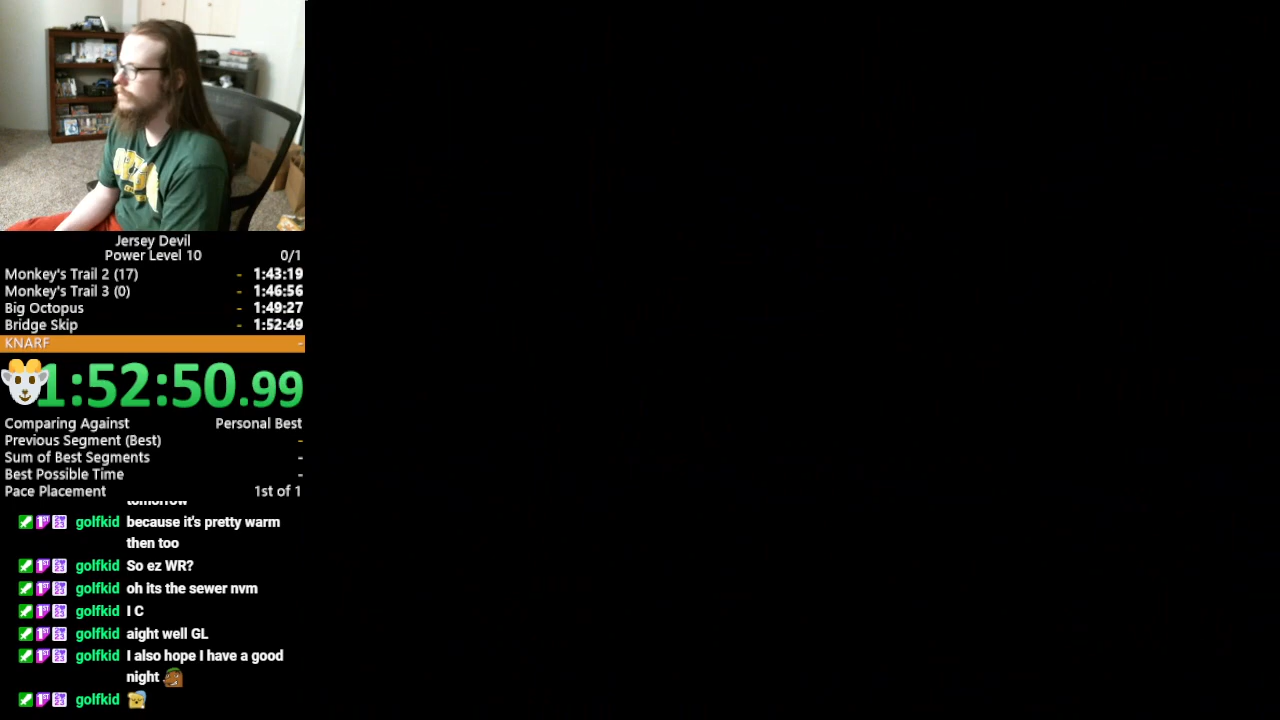 Jersey Devil
Power Level 10 0/1
Monkey's Trail 2 (17) - 1:43:19
Monkey's Trail 3 (0) - 1:46:56
Big Octopus - 1:49:27
Bridge Skip - 1:52:49
KNARF -
1:52:50.99
Comparing Against Personal Best
Previous Segment (Best) -
Sum of Best Segments -
Best Possible Time -
Pace Placement 1st of 1
tomorrow
golfkid because it's pretty warm
then too
golfkid So ez WR?
golfkid oh its the sewer nvm
golfkid I C
golfkid aight well GL
golfkid I also hope I have a good
night
golfkid